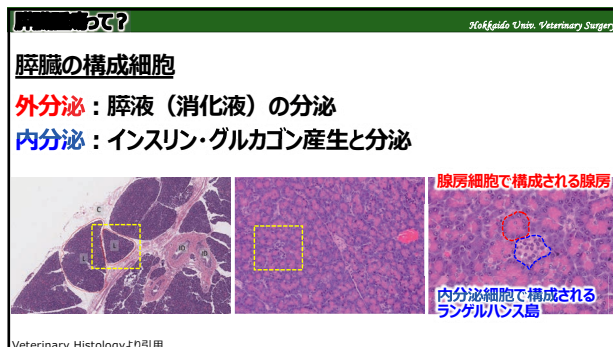 って?
Hokkaido Univ. Veterinary Surgery
膵臓の構成細胞
外分泌:膵液(消化液)の分泌
内分泌:インスリン・グルカゴン産生と分泌
腺房細胞で構成される腺房
C
L
L
iD
iD
内分泌細胞で構成される
ランゲルハンス島
Veterinary Histologyより引用